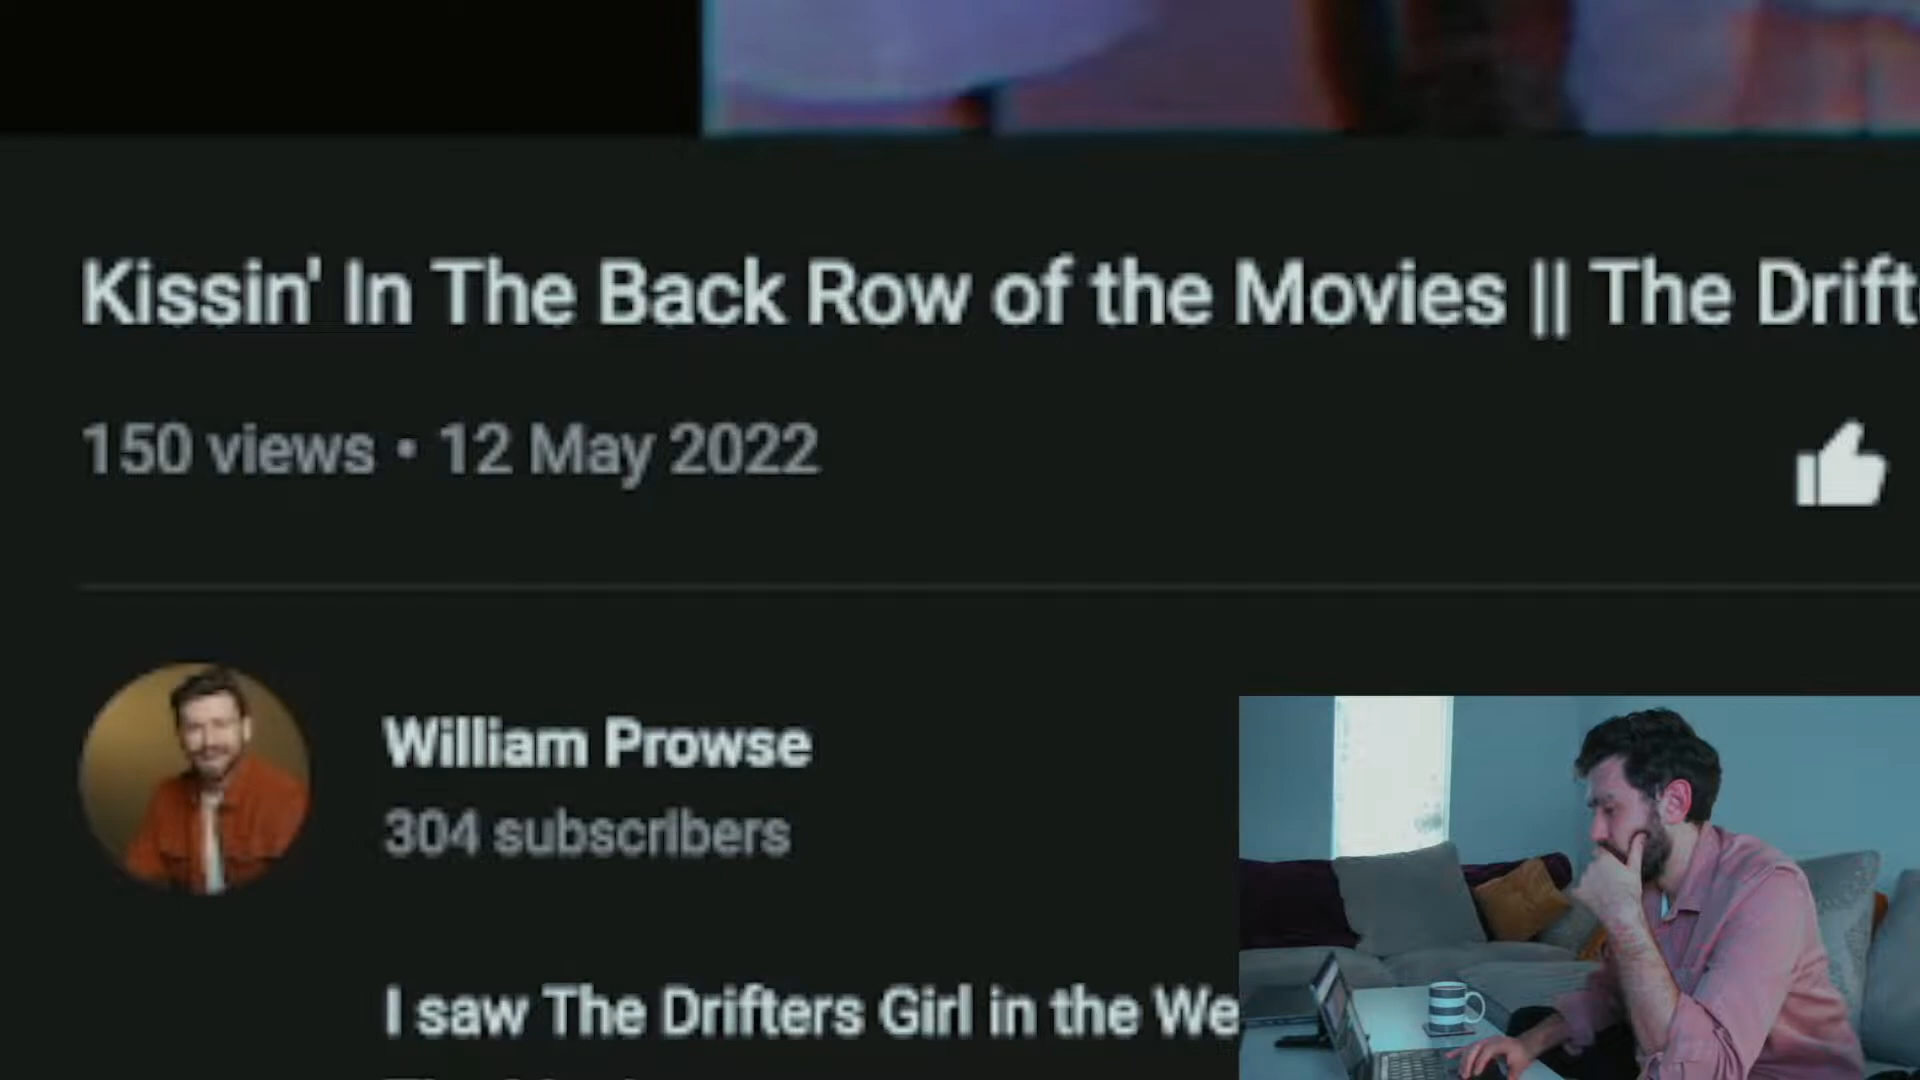 Kissin' In The Back Row of the Movies || The Drift
150 views • 12 May 2022
William Prowse
304 subscribers
I saw The Drifters Girl in the We